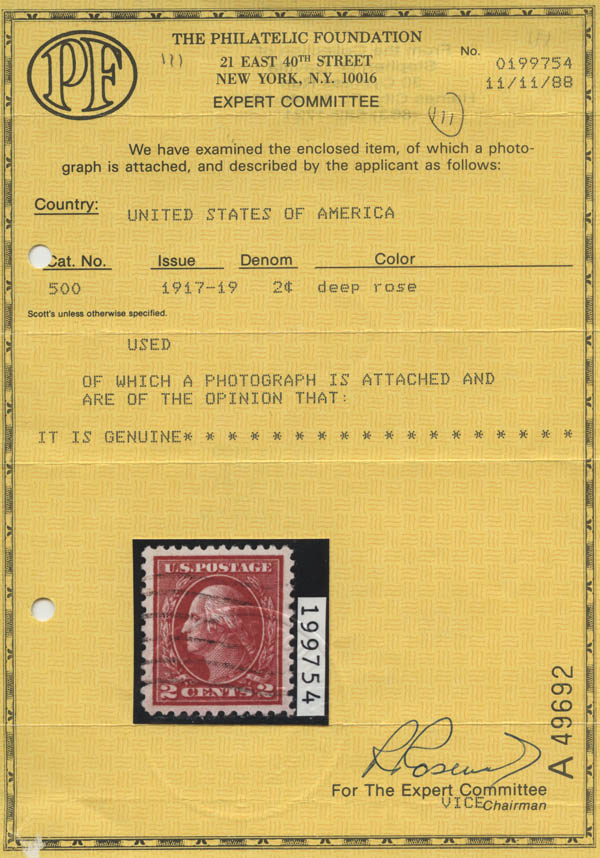 PF
THE PHILATELIC FOUNDATION
21 EAST 40TH STREET
NEW YORK, N.Y. 10016
EXPERT COMMITTEE
No.
0199754
11/11/88
We have examined the enclosed item, of which a photo-
graph is attached, and described by the applicant as follows:
Country: UNITED STATES OF AMERICA
Cat. No. Issue Denom Color
500 1917-19 2¢ deep rose
Scott's unless otherwise specified.
USED
OF WHICH A PHOTOGRAPH IS ATTACHED AND
ARE OF THE OPINION THAT:
IT IS GENUINE* * * * * * * * * * * * * * * * * *
U.S. POSTAGE
2 CENTS 2
199754
A 49692
For The Expert Committee
VICE Chairman